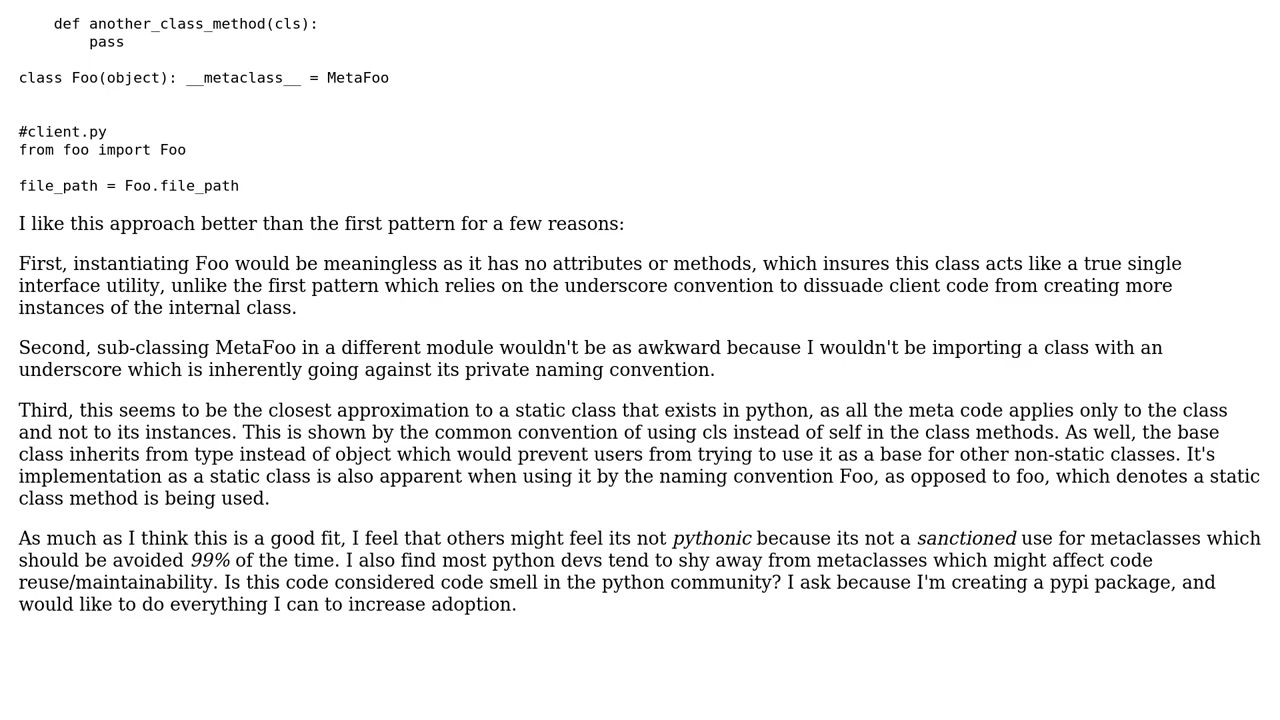 def another_class_method(cls):
        pass

class Foo(object): __metaclass__ = MetaFoo


#client.py
from foo import Foo

file_path = Foo.file_path

I like this approach better than the first pattern for a few reasons:

First, instantiating Foo would be meaningless as it has no attributes or methods, which insures this class acts like a true single
interface utility, unlike the first pattern which relies on the underscore convention to dissuade client code from creating more
instances of the internal class.

Second, sub-classing MetaFoo in a different module wouldn't be as awkward because I wouldn't be importing a class with an
underscore which is inherently going against its private naming convention.

Third, this seems to be the closest approximation to a static class that exists in python, as all the meta code applies only to the class
and not to its instances. This is shown by the common convention of using cls instead of self in the class methods. As well, the base
class inherits from type instead of object which would prevent users from trying to use it as a base for other non-static classes. It's
implementation as a static class is also apparent when using it by the naming convention Foo, as opposed to foo, which denotes a static
class method is being used.

As much as I think this is a good fit, I feel that others might feel its not pythonic because its not a sanctioned use for metaclasses which
should be avoided 99% of the time. I also find most python devs tend to shy away from metaclasses which might affect code
reuse/maintainability. Is this code considered code smell in the python community? I ask because I'm creating a pypi package, and
would like to do everything I can to increase adoption.